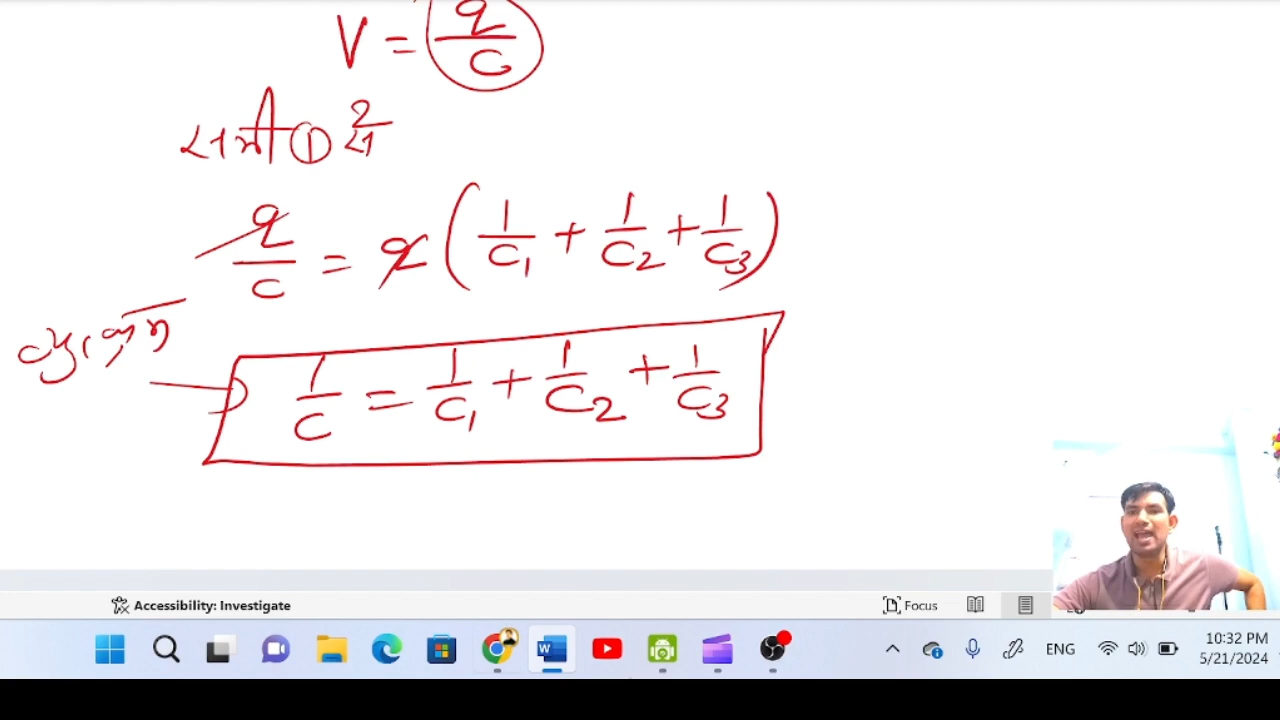 V = q/c
समी ① से
q/c = q (1/c₁ + 1/c₂ + 1/c₃)
व्युत्क्रम
1/c = 1/c₁ + 1/c₂ + 1/c₃
Accessibility: Investigate
Focus
ENG
10:32 PM
5/21/2024